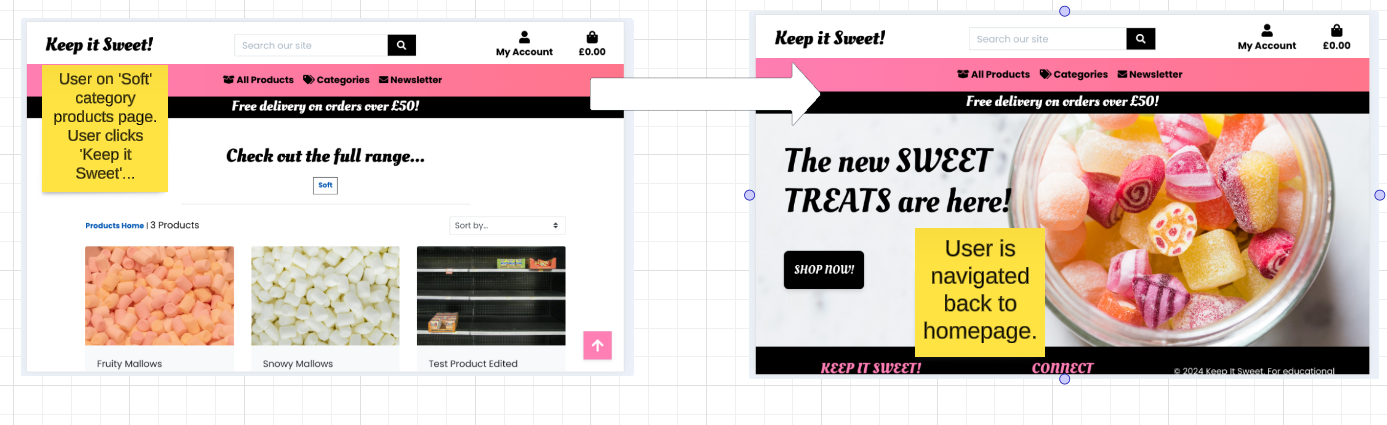 Keep it Sweet!
Search our site
My Account
£0.00
User on 'Soft'
category
products page.
User clicks
'Keep it
Sweet'...
All Products
Categories
Newsletter
Free delivery on orders over £50!
Check out the full range...
Soft
Products Home | 3 Products
Sort by...
Fruity Mallows
Snowy Mallows
Test Product Edited
Keep it Sweet!
Search our site
My Account
£0.00
All Products
Categories
Newsletter
Free delivery on orders over £50!
The new SWEET
TREATS are here!
SHOP NOW!
User is
navigated
back to
homepage.
KEEP IT SWEET!
CONNECT
© 2024 Keep It Sweet. For educational